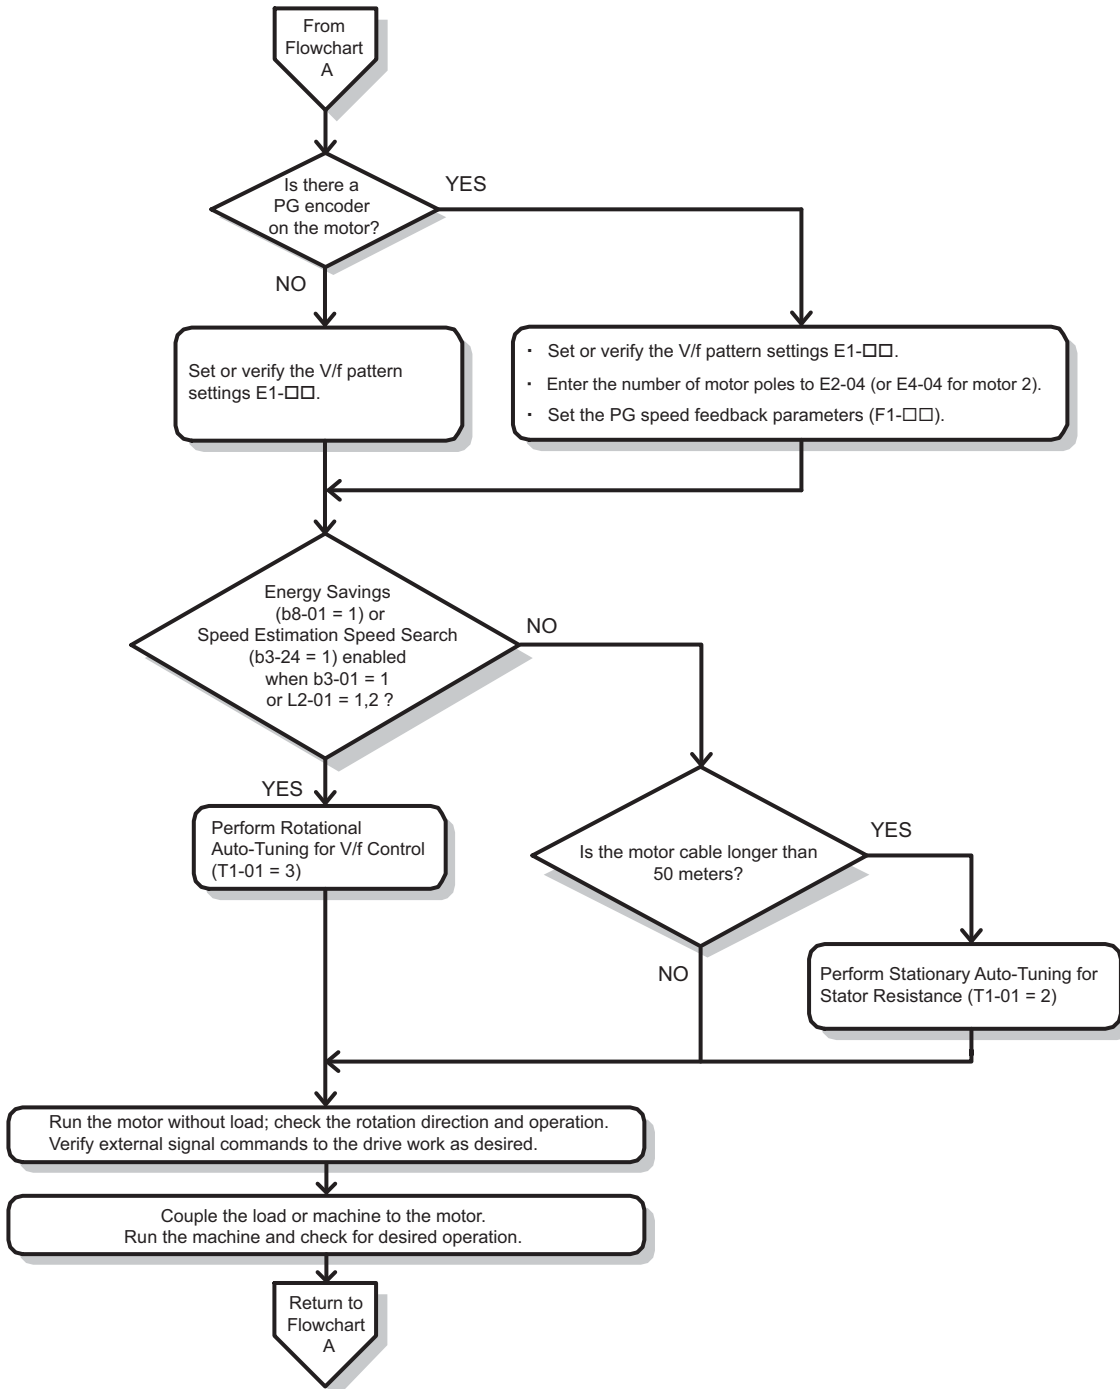 From
Flowchart
A
Is there a
PG encoder
on the motor?
YES
NO
Set or verify the V/f pattern
settings E1-□□.
· Set or verify the V/f pattern settings E1-□□.
· Enter the number of motor poles to E2-04 (or E4-04 for motor 2).
· Set the PG speed feedback parameters (F1-□□).
Energy Savings
(b8-01 = 1) or
Speed Estimation Speed Search
(b3-24 = 1) enabled
when b3-01 = 1
or L2-01 = 1,2 ?
NO
YES
Perform Rotational
Auto-Tuning for V/f Control
(T1-01 = 3)
Is the motor cable longer than
50 meters?
YES
NO
Perform Stationary Auto-Tuning for
Stator Resistance (T1-01 = 2)
Run the motor without load; check the rotation direction and operation.
Verify external signal commands to the drive work as desired.
Couple the load or machine to the motor.
Run the machine and check for desired operation.
Return to
Flowchart
A